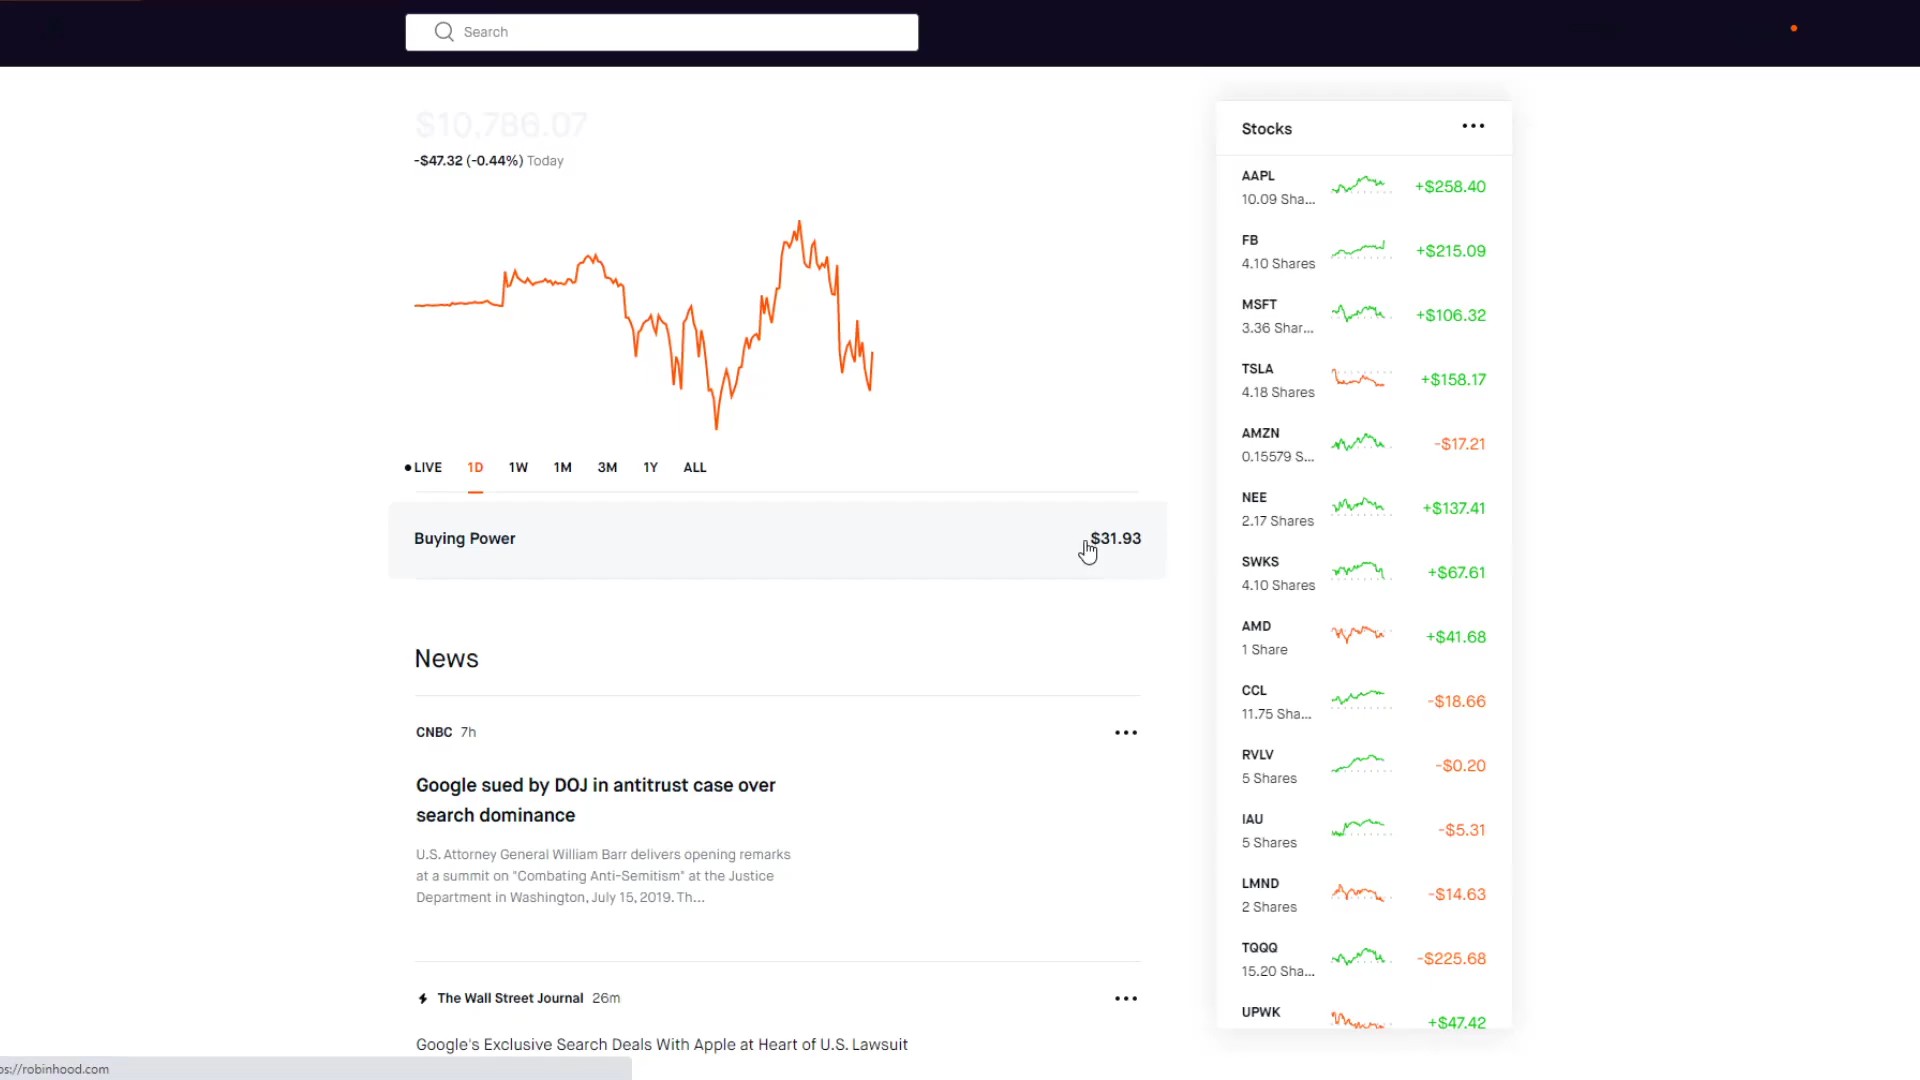 Search
$10,786.07
-$47.32 (-0.44%) Today
LIVE 1D 1W 1M 3M 1Y ALL
Buying Power $31.93
News
CNBC 7h
Google sued by DOJ in antitrust case over
search dominance
U.S. Attorney General William Barr delivers opening remarks
at a summit on "Combating Anti-Semitism" at the Justice
Department in Washington, July 15, 2019. Th...
The Wall Street Journal 26m
Google's Exclusive Search Deals With Apple at Heart of U.S. Lawsuit
Stocks
AAPL
10.09 Sha...
+$258.40
FB
4.10 Shares
+$215.09
MSFT
3.36 Shar...
+$106.32
TSLA
4.18 Shares
+$158.17
AMZN
0.15579 S...
-$17.21
NEE
2.17 Shares
+$137.41
SWKS
4.10 Shares
+$67.61
AMD
1 Share
+$41.68
CCL
11.75 Sha...
-$18.66
RVLV
5 Shares
-$0.20
IAU
5 Shares
-$5.31
LMND
2 Shares
-$14.63
TQQQ
15.20 Sha...
-$225.68
UPWK
+$47.42
ps://robinhood.com